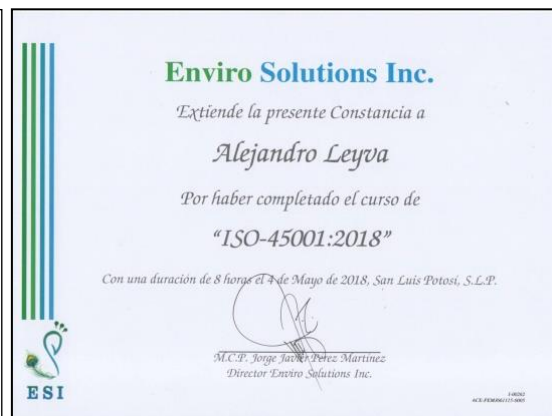 Enviro Solutions Inc.
Extiende la presente Constancia a
Alejandro Leyva
Por haber completado el curso de
“ISO-45001:2018”
Con una duración de 8 horas el 4 de Mayo de 2018, San Luis Potosí, S.L.P.
M.C.P. Jorge Javier Pérez Martínez
Director Enviro Solutions Inc.
ESI